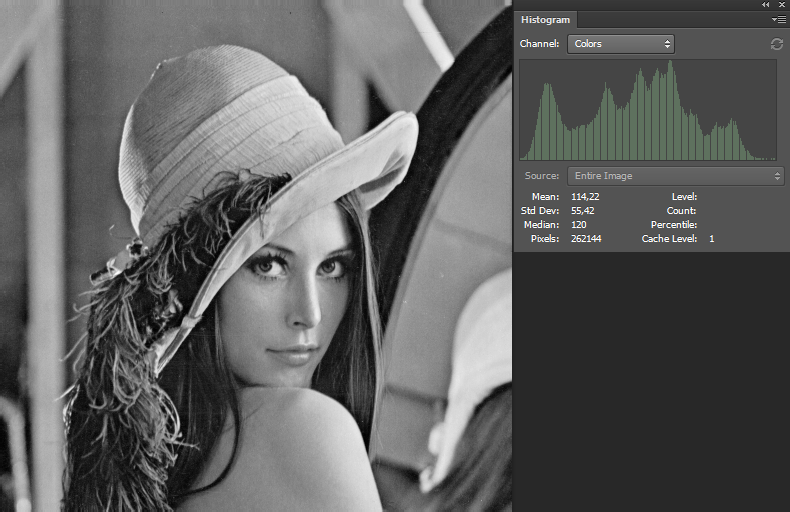 Histogram
Channel: Colors
Source: Entire Image
Mean: 114,22 Level:
Std Dev: 55,42 Count:
Median: 120 Percentile:
Pixels: 262144 Cache Level: 1